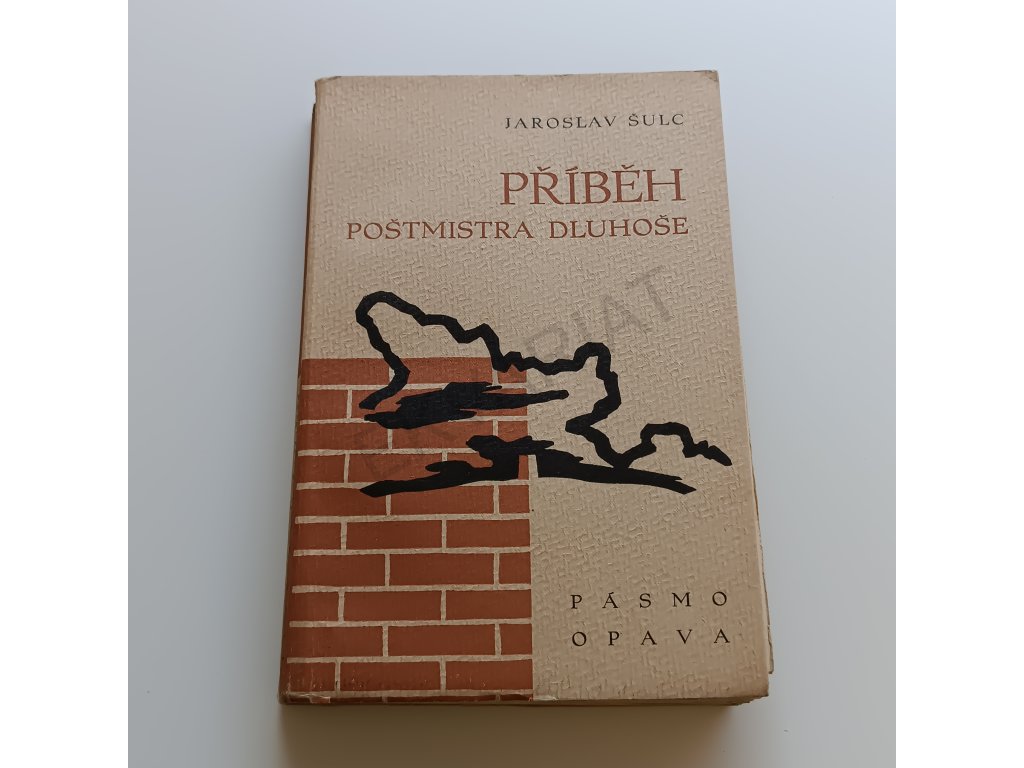 JAROSLAV ŠULC
PŘÍBĚH
POŠTMISTRA DLUHOŠE
PÁSMO
OPAVA